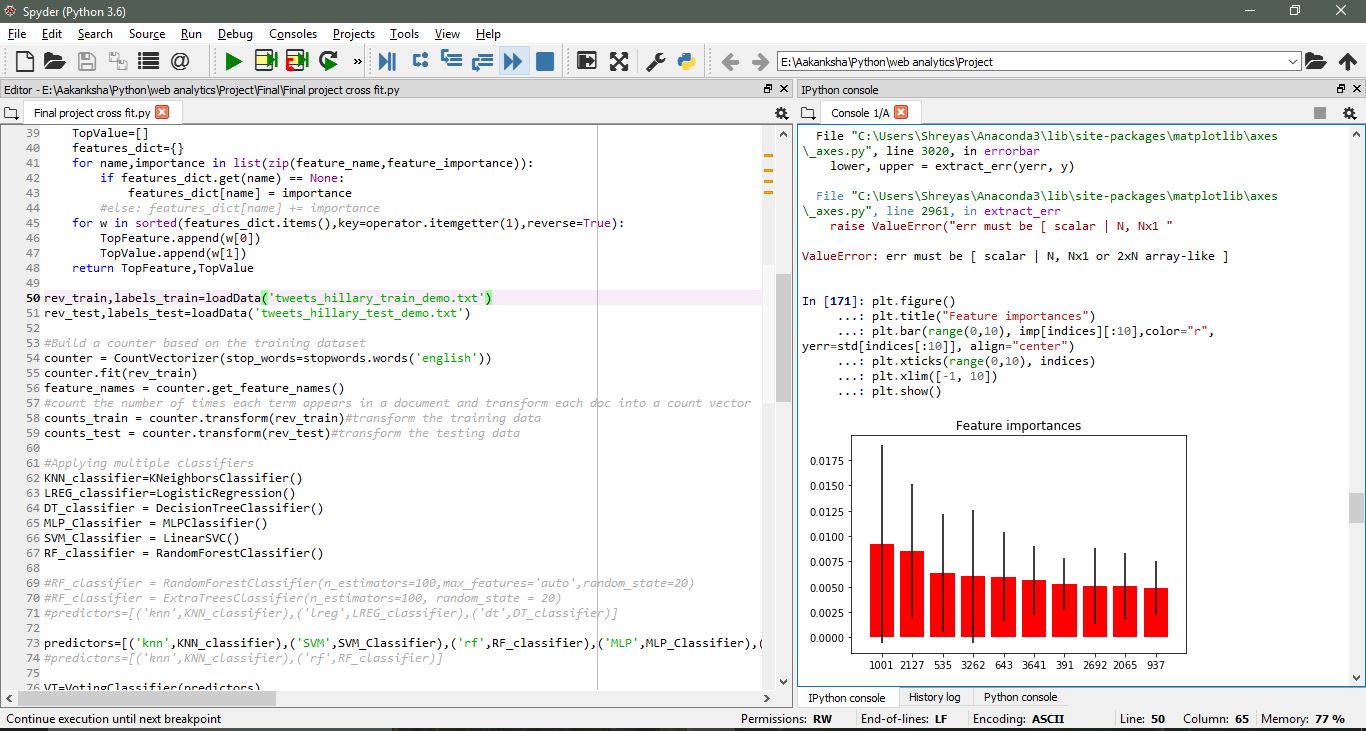 Spyder (Python 3.6)
File Edit Search Source Run Debug Consoles Projects Tools View Help
E:\Aakanksha\Python\web analytics\Project
Editor - E:\Aakanksha\Python\web analytics\Project\Final\Final project cross fit.py
Final project cross fit.py
39 TopValue=[]
40 features_dict={}
41 for name,importance in list(zip(feature_name,feature_importance)):
42 if features_dict.get(name) == None:
43 features_dict[name] = importance
44 #else: features_dict[name] += importance
45 for w in sorted(features_dict.items(),key=operator.itemgetter(1),reverse=True):
46 TopFeature.append(w[0])
47 TopValue.append(w[1])
48 return TopFeature,TopValue
49
50 rev_train,labels_train=loadData('tweets_hillary_train_demo.txt')
51 rev_test,labels_test=loadData('tweets_hillary_test_demo.txt')
52
53 #Build a counter based on the training dataset
54 counter = CountVectorizer(stop_words=stopwords.words('english'))
55 counter.fit(rev_train)
56 feature_names = counter.get_feature_names()
57 #count the number of times each term appears in a document and transform each doc into a count vector
58 counts_train = counter.transform(rev_train)#transform the training data
59 counts_test = counter.transform(rev_test)#transform the testing data
60
61 #Applying multiple classifiers
62 KNN_classifier=KNeighborsClassifier()
63 LREG_classifier=LogisticRegression()
64 DT_classifier = DecisionTreeClassifier()
65 MLP_Classifier = MLPClassifier()
66 SVM_Classifier = LinearSVC()
67 RF_classifier = RandomForestClassifier()
68
69 #RF_classifier = RandomForestClassifier(n_estimators=100,max_features='auto',random_state=20)
70 #RF_classifier = ExtraTreesClassifier(n_estimators=100, random_state = 20)
71 #predictors=[('knn',KNN_classifier),('lreg',LREG_classifier),('dt',DT_classifier)]
72
73 predictors=[('knn',KNN_classifier),('SVM',SVM_Classifier),('rf',RF_classifier),('MLP',MLP_Classifier),(
74 #predictors=[('knn',KNN_classifier),('rf',RF_classifier)]
75
76 VT=VotingClassifier(predictors)
IPython console
Console 1/A
File "C:\Users\Shreyas\Anaconda3\lib\site-packages\matplotlib\axes
\_axes.py", line 3020, in errorbar
lower, upper = extract_err(yerr, y)
File "C:\Users\Shreyas\Anaconda3\lib\site-packages\matplotlib\axes
\_axes.py", line 2961, in extract_err
raise ValueError("err must be [ scalar | N, Nx1 "
ValueError: err must be [ scalar | N, Nx1 or 2xN array-like ]
In [171]: plt.figure()
...: plt.title("Feature importances")
...: plt.bar(range(0,10), imp[indices][:10],color="r",
yerr=std[indices[:10]], align="center")
...: plt.xticks(range(0,10), indices)
...: plt.xlim([-1, 10])
...: plt.show()
Feature importances
0.0175
0.0150
0.0125
0.0100
0.0075
0.0050
0.0025
0.0000
1001 2127 535 3262 643 3641 391 2692 2065 937
IPython console History log Python console
Continue execution until next breakpoint
Permissions: RW End-of-lines: LF Encoding: ASCII Line: 50 Column: 65 Memory: 77 %